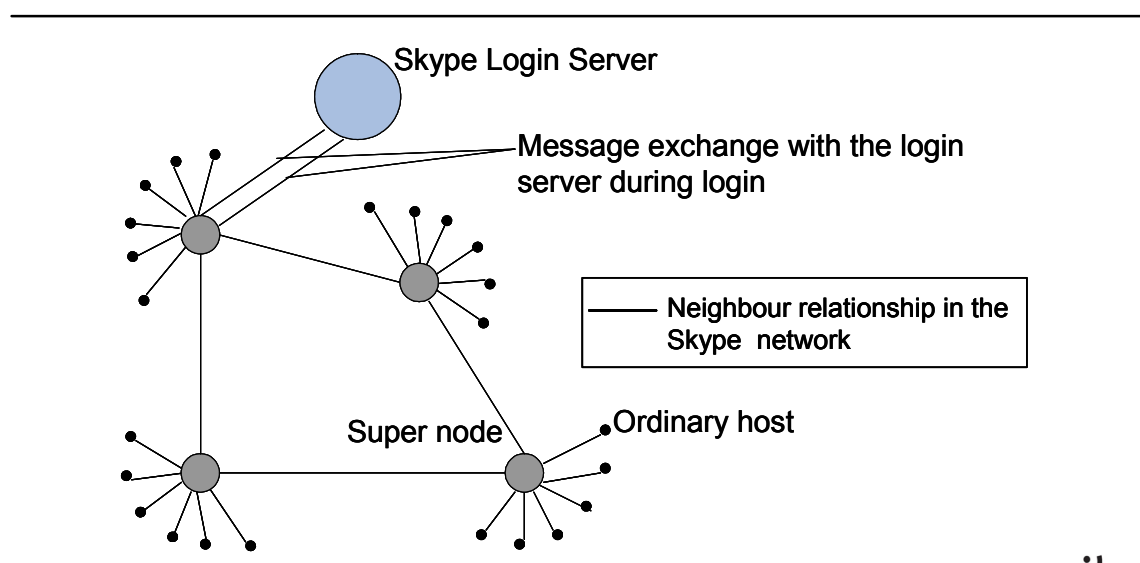 Skype Login Server
Message exchange with the login
server during login
Neighbour relationship in the
Skype network
Super node
Ordinary host